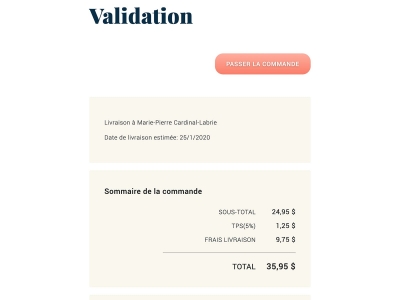 Validation
PASSER LA COMMANDE
Livraison à Marie-Pierre Cardinal-Labrie
Date de livraison estimée: 25/1/2020
Sommaire de la commande
SOUS-TOTAL 24,95 $
TPS(5%) 1,25 $
FRAIS LIVRAISON 9,75 $
TOTAL 35,95 $